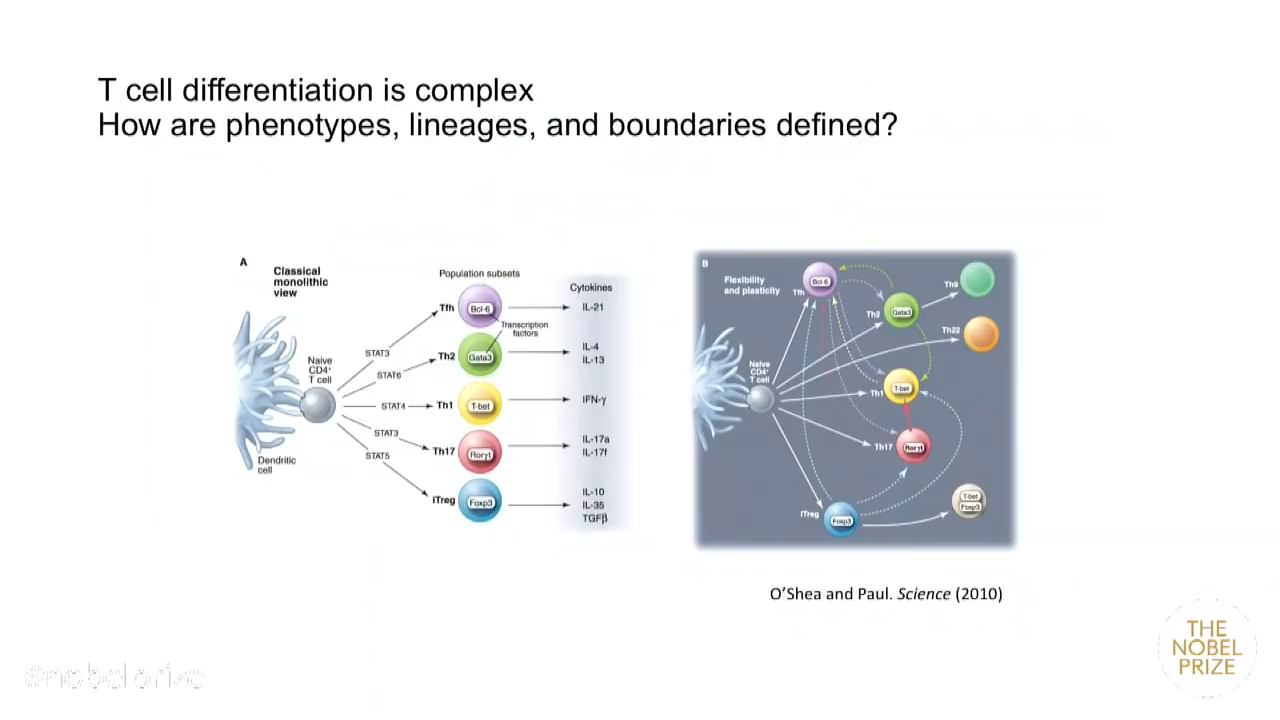 T cell differentiation is complex
How are phenotypes, lineages, and boundaries defined?
A
Classical
monolithic
view
Population subsets
Cytokines
Tfh
Bcl-6
IL-21
Transcription
factors
STAT3
Th2
Gata3
IL-4
IL-13
STAT6
Naive
CD4+
T cell
STAT4
Th1
T-bet
IFN-γ
STAT3
Th17
Rorγt
IL-17a
IL-17f
STAT5
Dendritic
cell
iTreg
Foxp3
IL-10
IL-35
TGFβ
B
Flexibility
and plasticity
Tfh
Bcl-6
Th9
Th2
Gata3
Th22
Naive
CD4+
T cell
Th1
T-bet
Th17
Rorγt
iTreg
Foxp3
T-bet
Foxp3
O'Shea and Paul. Science (2010)
THE
NOBEL
PRIZE
#nobelprize